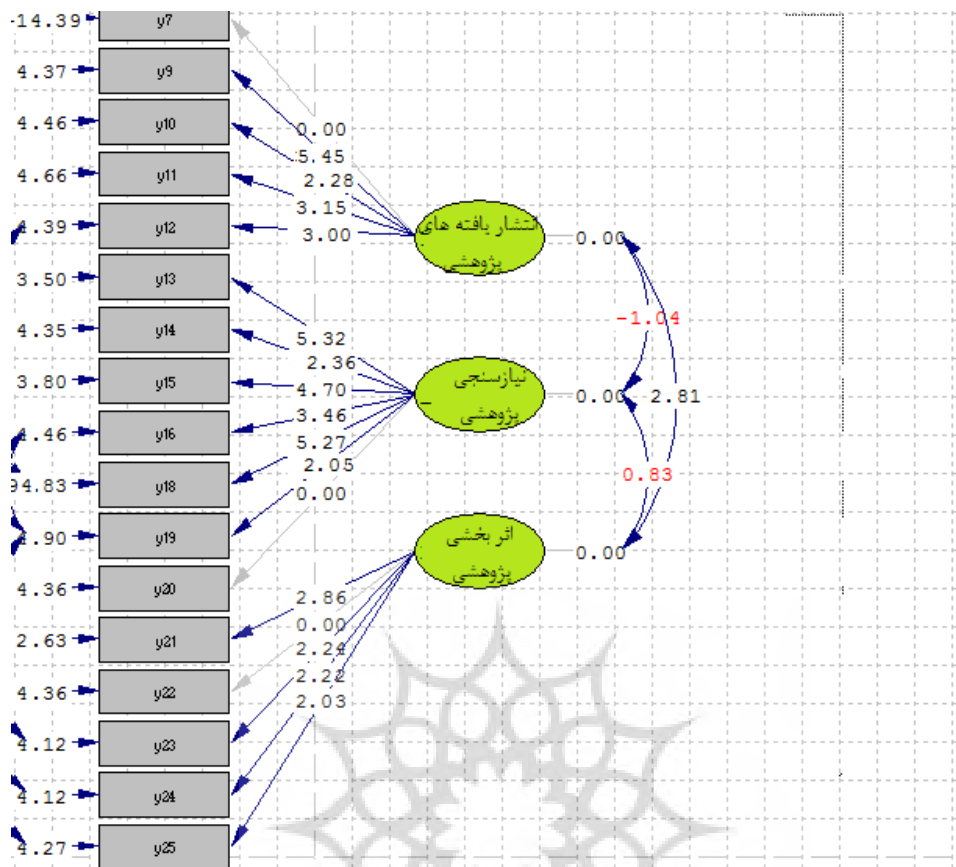 -14.39 y7
4.37 y9
4.46 y10
4.66 y11
4.39 y12
3.50 y13
4.35 y14
3.80 y15
4.46 y16
4.83 y18
4.90 y19
4.36 y20
2.63 y21
4.36 y22
4.12 y23
4.12 y24
4.27 y25
0.00
5.45
2.28
3.15
3.00
5.32
2.36
4.70
3.46
5.27
2.05
0.00
2.86
0.00
2.24
2.22
2.03
انتشار یافته های
پژوهشی
0.00
نیازسنجی
پژوهشی
0.00
اثر بخشی
پژوهشی
0.00
-1.04
2.81
0.83